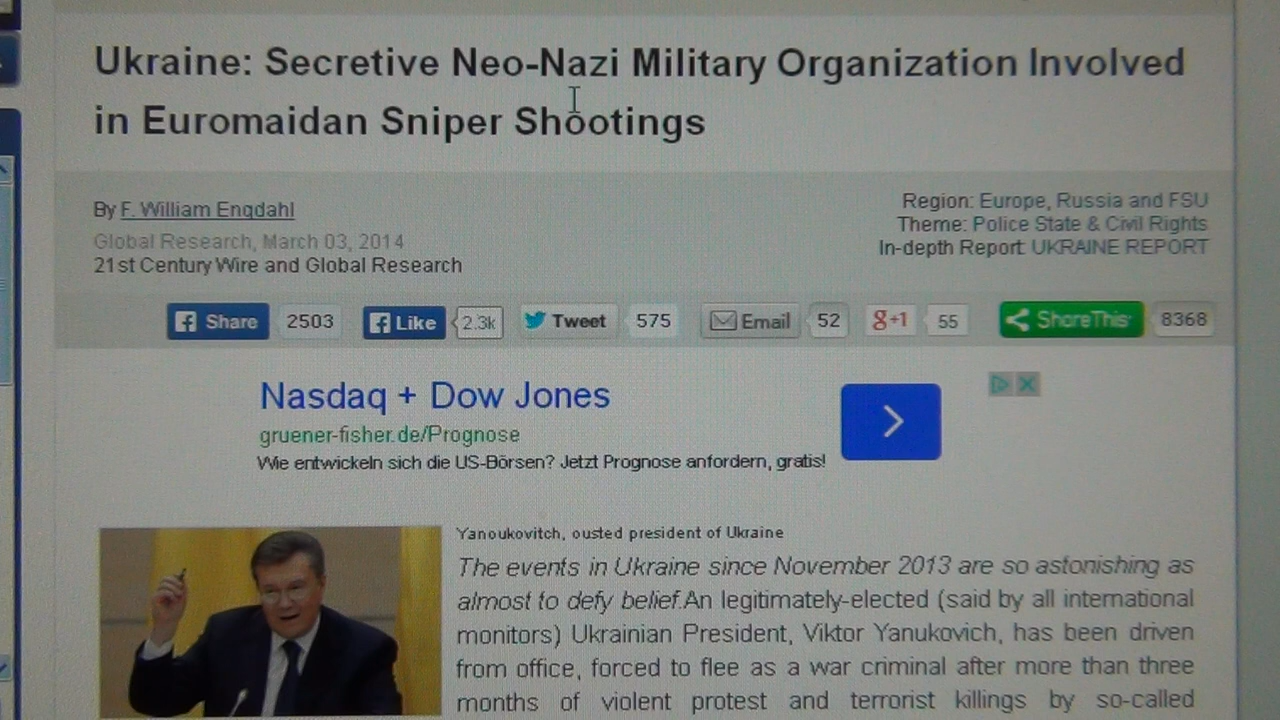 Ukraine: Secretive Neo-Nazi Military Organization Involved
in Euromaidan Sniper Shootings
By F. William Engdahl
Global Research, March 03, 2014
21st Century Wire and Global Research
Region: Europe, Russia and FSU
Theme: Police State & Civil Rights
In-depth Report: UKRAINE REPORT
Share 2503 Like 2.3k Tweet 575 Email 52 g+1 55 ShareThis 8368
Nasdaq + Dow Jones
gruener-fisher.de/Prognose
Wie entwickeln sich die US-Börsen? Jetzt Prognose anfordern, gratis!
Yanoukovitch, ousted president of Ukraine
The events in Ukraine since November 2013 are so astonishing as
almost to defy belief.An legitimately-elected (said by all international
monitors) Ukrainian President, Viktor Yanukovich, has been driven
from office, forced to flee as a war criminal after more than three
months of violent protest and terrorist killings by so-called